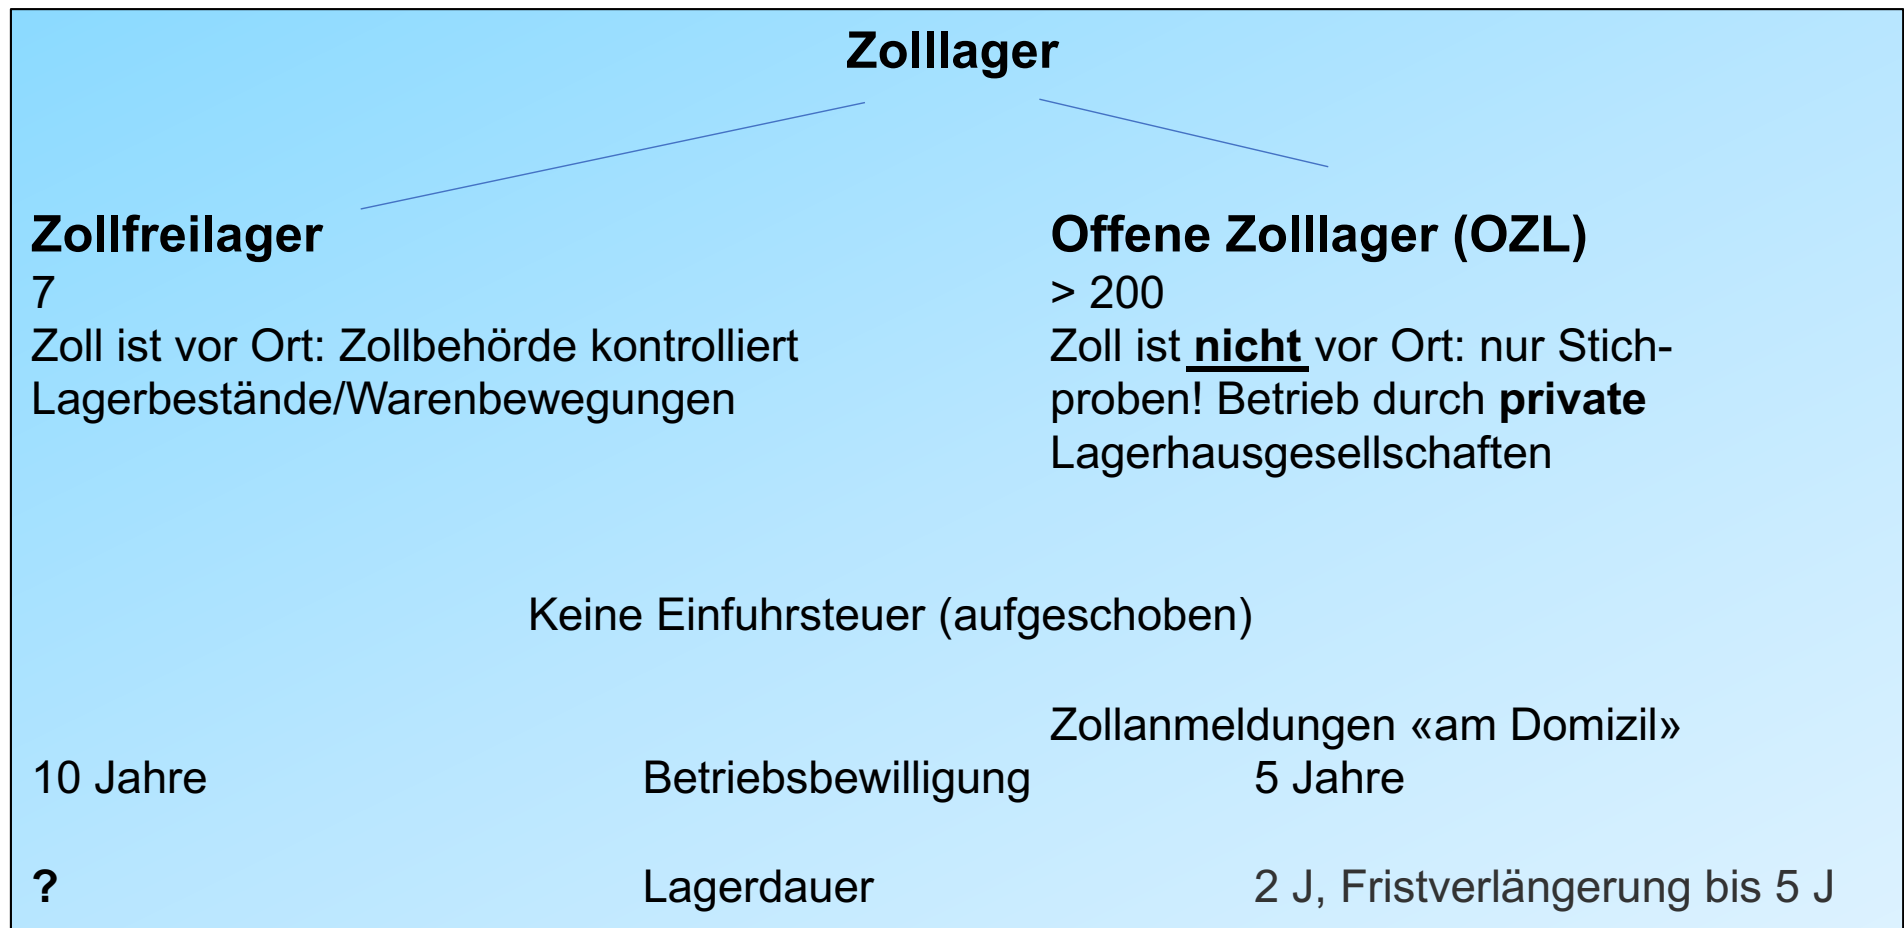 Zolllager
Zollfreilager
7
Zoll ist vor Ort: Zollbehörde kontrolliert
Lagerbestände/Warenbewegungen
Offene Zolllager (OZL)
> 200
Zoll ist nicht vor Ort: nur Stich-
proben! Betrieb durch private
Lagerhausgesellschaften
Keine Einfuhrsteuer (aufgeschoben)
Zollanmeldungen «am Domizil»
10 Jahre Betriebsbewilligung 5 Jahre
? Lagerdauer 2 J, Fristverlängerung bis 5 J